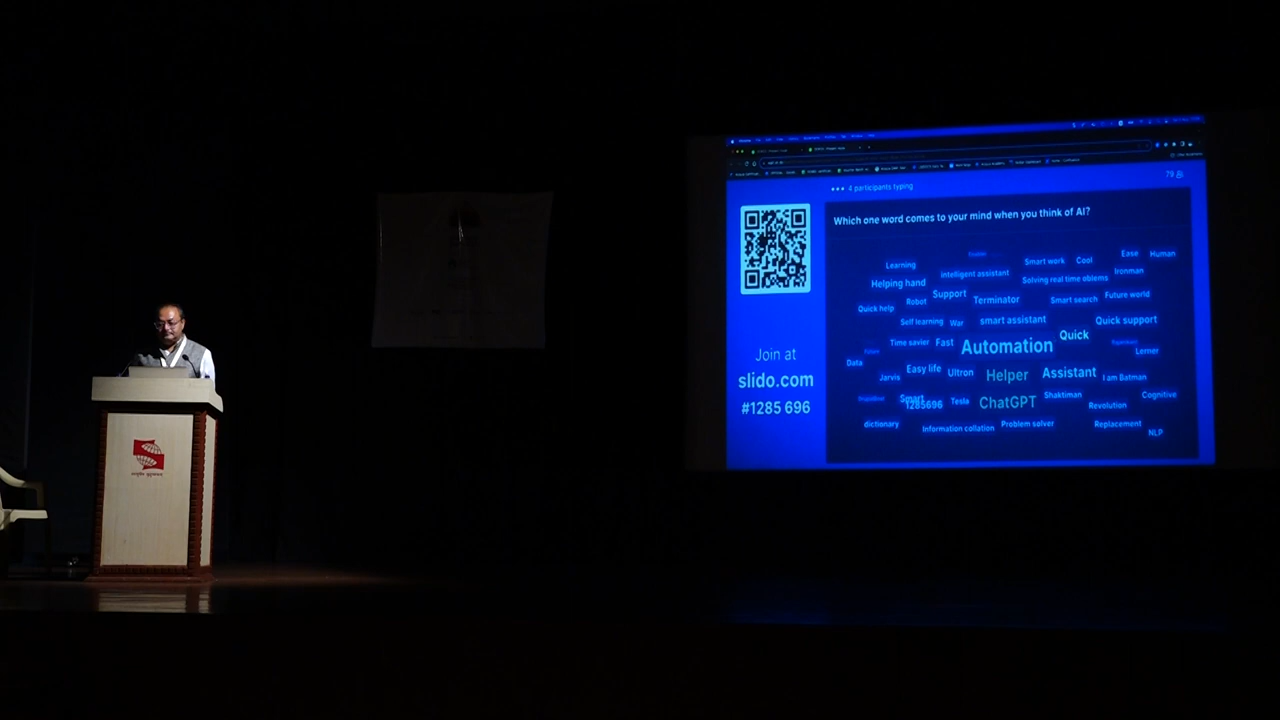 4 participants typing
79
Which one word comes to your mind when you think of AI?
Learning
Smart work
Cool
Ease
Human
Helping hand
intelligent assistant
Solving real time oblems
Ironman
Quick help
Robot
Support
Terminator
Smart search
Future world
Self learning
War
smart assistant
Quick support
Time savier
Fast
Automation
Quick
Lerner
Data
Future
Jarvis
Easy life
Ultron
Helper
Assistant
I am Batman
Smart
1285696
Tesla
ChatGPT
Shaktiman
Revolution
Cognitive
dictionary
Information collation
Problem solver
Replacement
NLP
Join at
slido.com
#1285 696